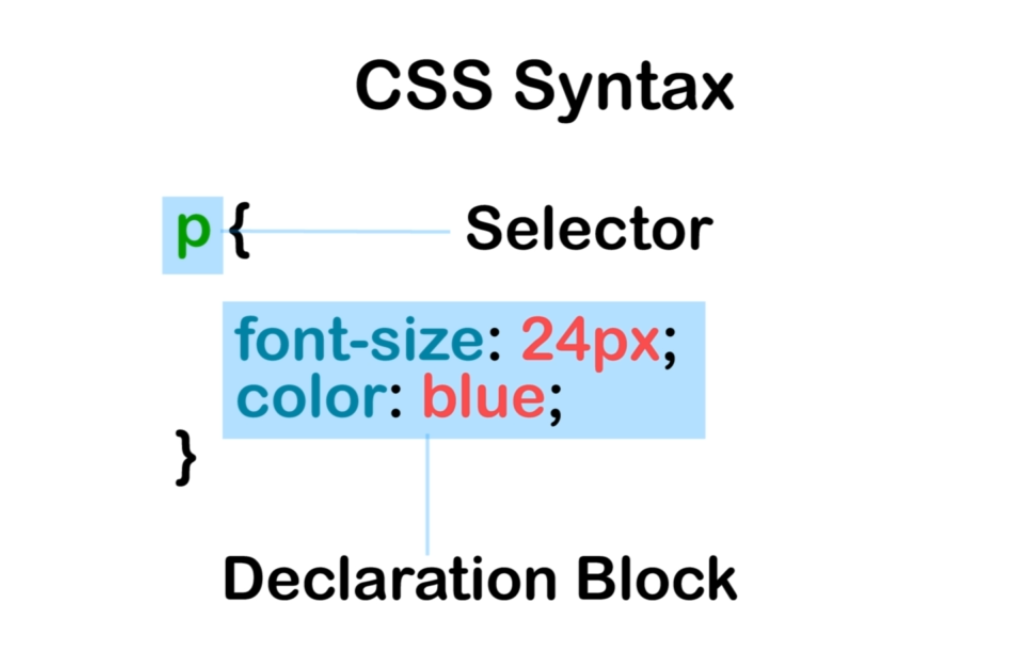 CSS Syntax
p{ Selector
font-size: 24px;
color: blue;
}
Declaration Block